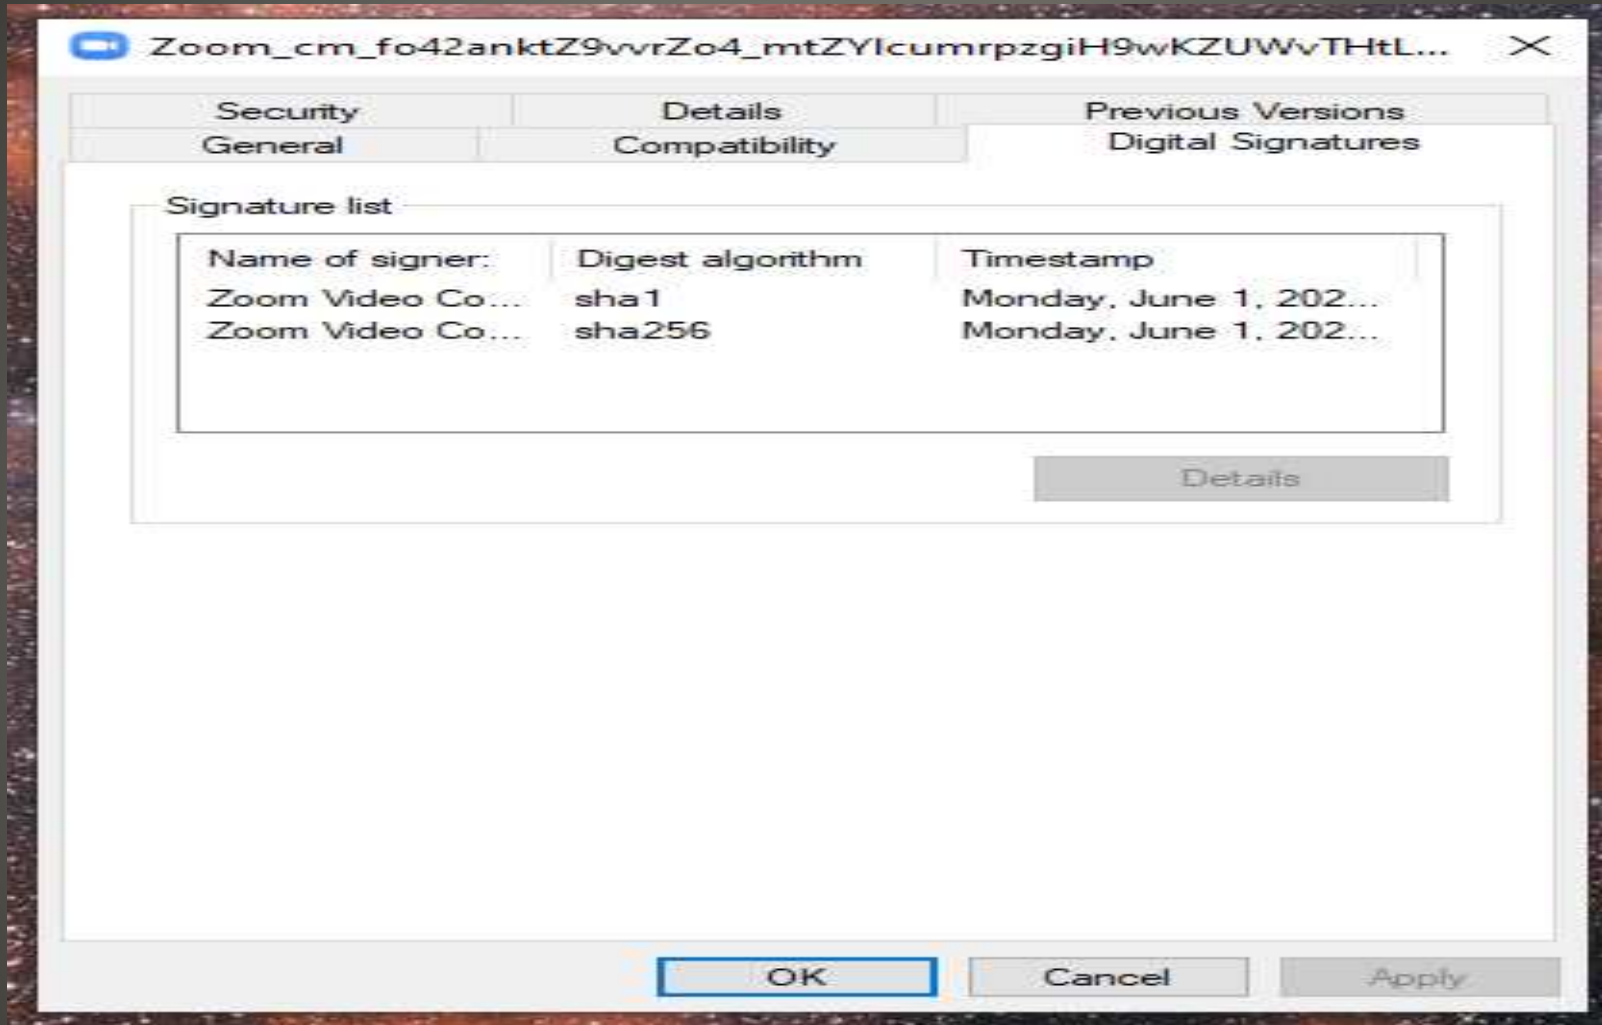 Zoom_cm_fo42anktZ9vvrZo4_mtZYlcumrpzgiH9wKZUWvTHtL...
Security Details Previous Versions
General Compatibility Digital Signatures
Signature list
Name of signer: Digest algorithm Timestamp
Zoom Video Co... sha1 Monday, June 1, 202...
Zoom Video Co... sha256 Monday, June 1, 202...
Details
OK Cancel Apply